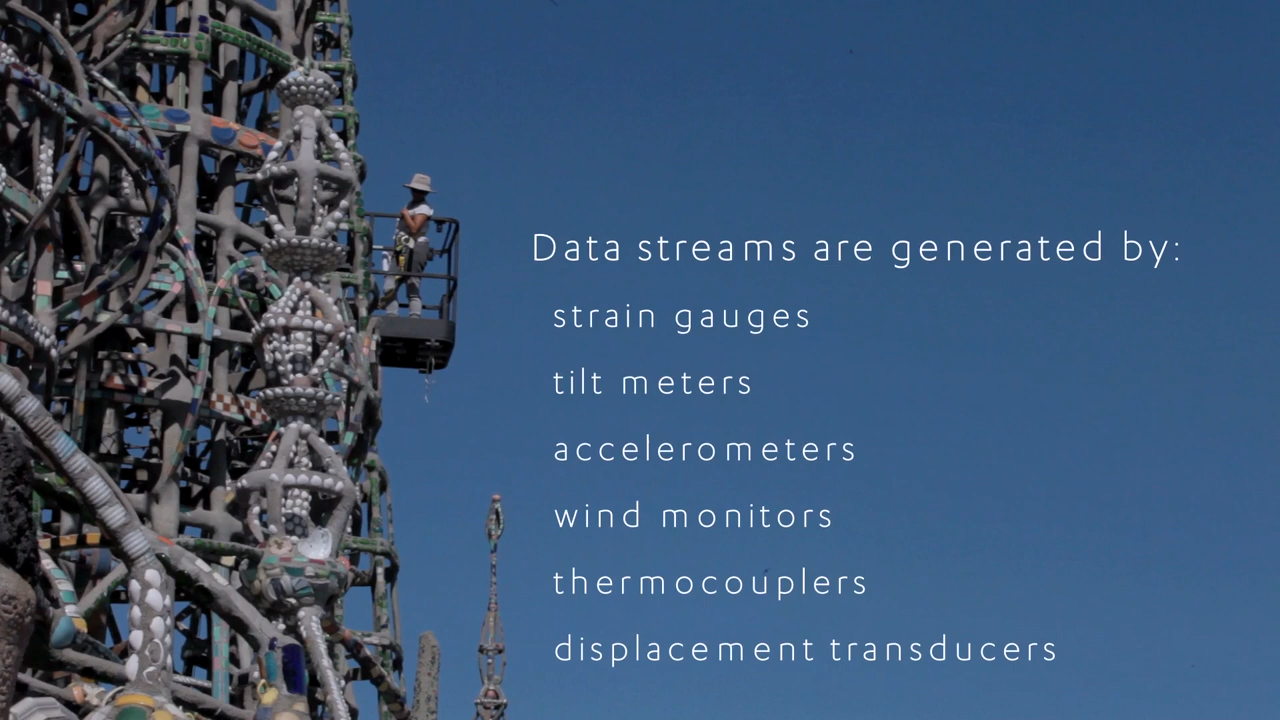 Data streams are generated by:
strain gauges
tilt meters
accelerometers
wind monitors
thermocouplers
displacement transducers